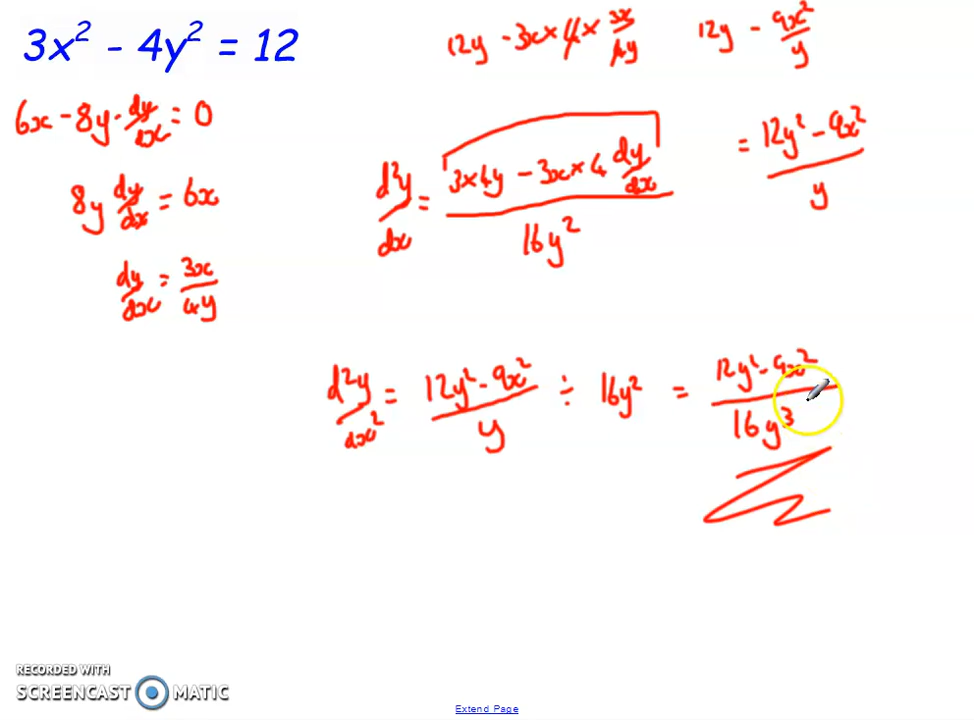 3x² - 4y² = 12
6x - 8y · dy/dx = 0
8y dy/dx = 6x
dy/dx = 3x/4y
12y - 3x × 4 × 3x/4y
12y - 9x²/y
= 12y² - 9x² / y
d²y/dx = 3×4y - 3x×4 dy/dx / 16y²
d²y/dx² = 12y² - 9x² / y ÷ 16y² = 12y² - 9x² / 16y³
RECORDED WITH
SCREENCAST MATIC
Extend Page